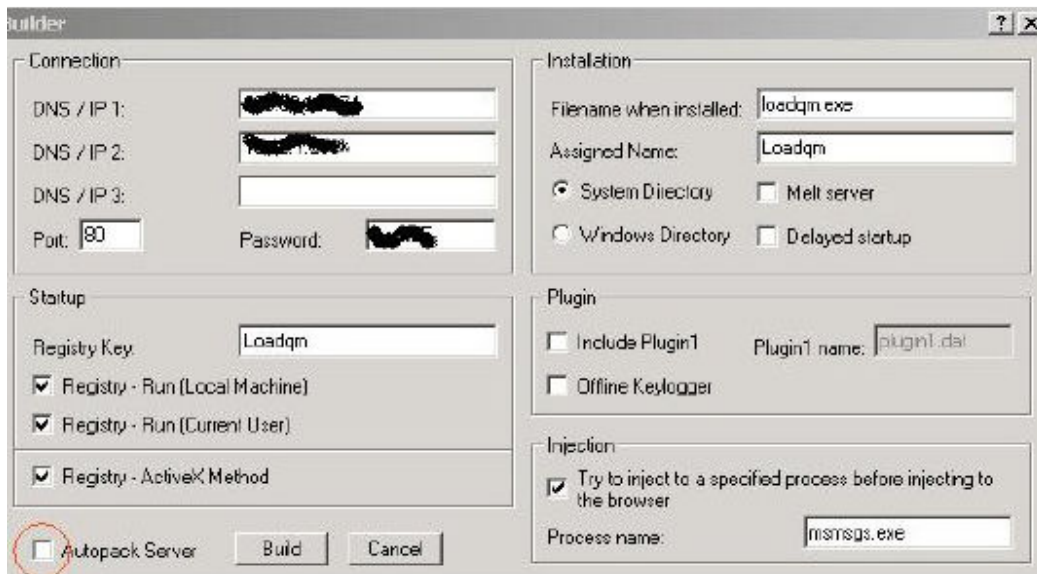 Builder
Connection
DNS / IP 1:
DNS / IP 2:
DNS / IP 3:
Port: 80 Password:
Startup
Registry Key: Loadqm
Registry - Run (Local Machine)
Registry - Run (Current User)
Registry - ActiveX Method
Autopack Server Build Cancel
Installation
Filename when installed: loadqm.exe
Assigned Name: Loadqm
System Directory Melt server
Windows Directory Delayed startup
Plugin
Include Plugin1 Plugin1 name: plugin1.dat
Offline Keylogger
Injection
Try to inject to a specified process before injecting to
the browser
Process name: msmsgs.exe